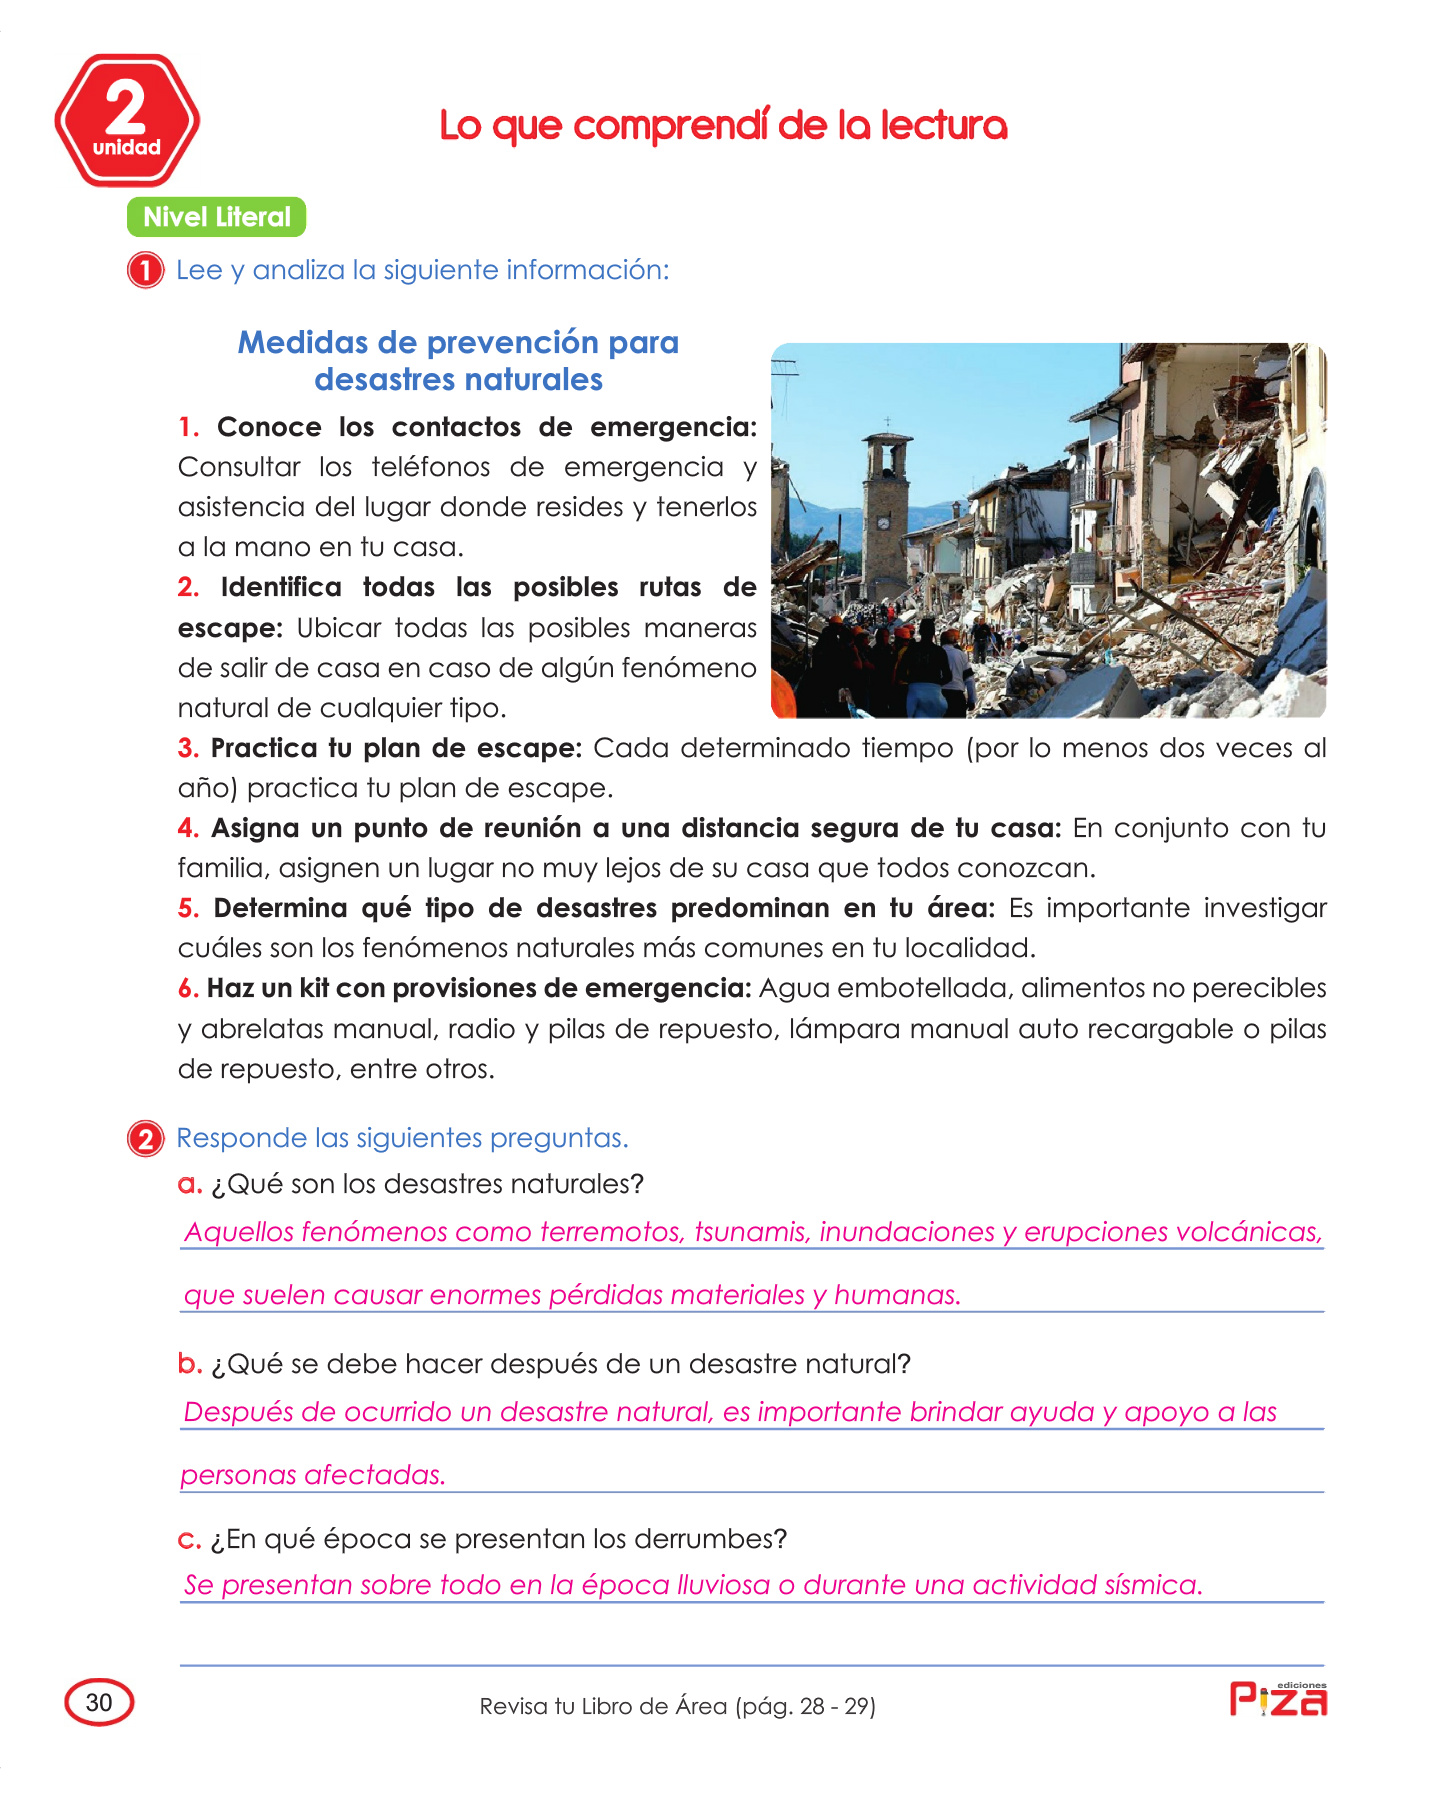 2
unidad
Lo que comprendí de la lectura
Nivel Literal
1 Lee y analiza la siguiente información:
Medidas de prevención para
desastres naturales
1. Conoce los contactos de emergencia:
Consultar los teléfonos de emergencia y
asistencia del lugar donde resides y tenerlos
a la mano en tu casa.
2. Identifica todas las posibles rutas de
escape: Ubicar todas las posibles maneras
de salir de casa en caso de algún fenómeno
natural de cualquier tipo.
3. Practica tu plan de escape: Cada determinado tiempo (por lo menos dos veces al
año) practica tu plan de escape.
4. Asigna un punto de reunión a una distancia segura de tu casa: En conjunto con tu
familia, asignen un lugar no muy lejos de su casa que todos conozcan.
5. Determina qué tipo de desastres predominan en tu área: Es importante investigar
cuáles son los fenómenos naturales más comunes en tu localidad.
6. Haz un kit con provisiones de emergencia: Agua embotellada, alimentos no perecibles
y abrelatas manual, radio y pilas de repuesto, lámpara manual auto recargable o pilas
de repuesto, entre otros.
2 Responde las siguientes preguntas.
a. ¿Qué son los desastres naturales?
Aquellos fenómenos como terremotos, tsunamis, inundaciones y erupciones volcánicas,
que suelen causar enormes pérdidas materiales y humanas.
b. ¿Qué se debe hacer después de un desastre natural?
Después de ocurrido un desastre natural, es importante brindar ayuda y apoyo a las
personas afectadas.
c. ¿En qué época se presentan los derrumbes?
Se presentan sobre todo en la época lluviosa o durante una actividad sísmica.
30
Revisa tu Libro de Área (pág. 28 - 29)
ediciones
Piza